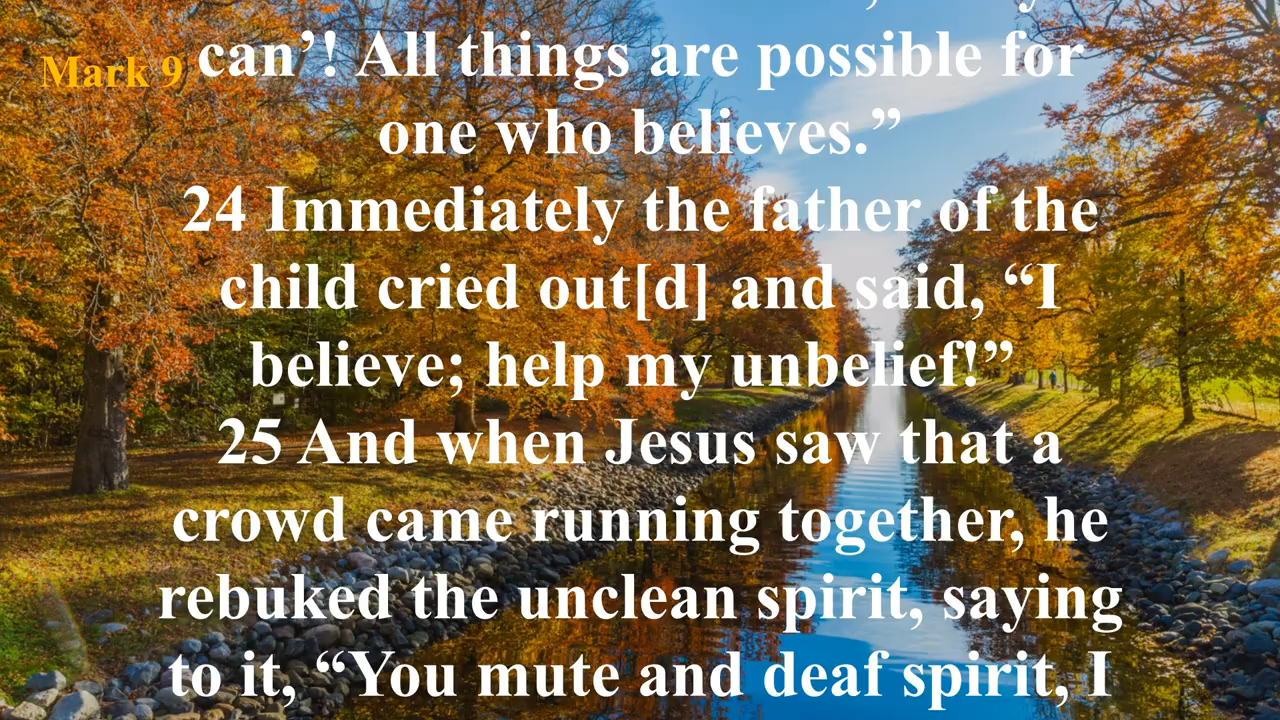 Mark 9
can’! All things are possible for
one who believes.”
24 Immediately the father of the
child cried out[d] and said, “I
believe; help my unbelief!”
25 And when Jesus saw that a
crowd came running together, he
rebuked the unclean spirit, saying
to it, “You mute and deaf spirit, I